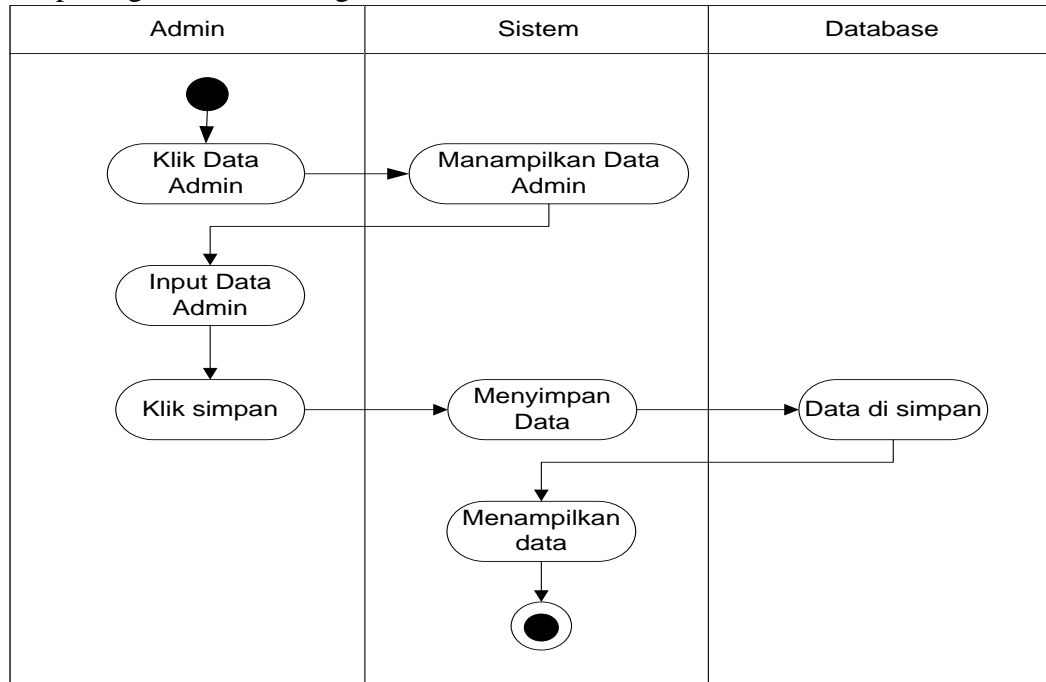 Admin
Sistem
Database
Klik Data
Admin
Manampilkan Data
Admin
Input Data
Admin
Klik simpan
Menyimpan
Data
Data di simpan
Menampilkan
data